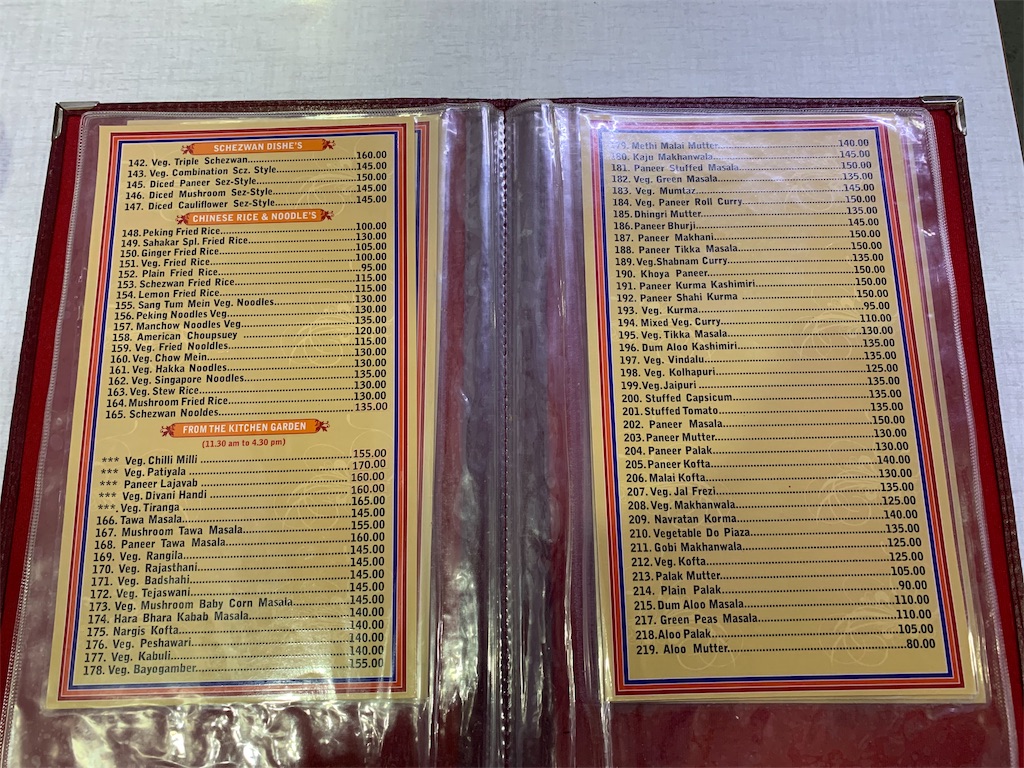 SCHEZWAN DISHE'S
142. Veg. Triple Schezwan 160.00
143. Veg. Combination Scz. Style 145.00
145. Diced Paneer Sez-Style 150.00
146. Diced Mushroom Sez-Style 145.00
147. Diced Cauliflower Sez-Style 145.00
CHINESE RICE & NOODLE'S
148. Peking Fried Rice 100.00
149. Sahakar Spl. Fried Rice 130.00
150. Ginger Fried Rice 105.00
151. Veg. Fried Rice 100.00
152. Plain Fried Rice 95.00
153. Schezwan Fried Rice 115.00
154. Lemon Fried Rice 115.00
155. Sang Tum Mein Veg. Noodles 130.00
156. Peking Noodles Veg 130.00
157. Manchow Noodles Veg 135.00
158. American Choupsuey 120.00
159. Veg. Fried Nooldles 115.00
160. Veg. Chow Mein 130.00
161. Veg. Hakka Noodles 130.00
162. Veg. Singapore Noodles 135.00
163. Veg. Stew Rice 130.00
164. Mushroom Fried Rice 130.00
165. Schezwan Nooldes 135.00
FROM THE KITCHEN GARDEN
(11.30 am to 4.30 pm)
*** Veg. Chilli Milli 155.00
*** Veg. Patiyala 170.00
*** Paneer Lajavab 160.00
*** Veg. Divani Handi 160.00
***. Veg. Tiranga 165.00
166. Tawa Masala 145.00
167. Mushroom Tawa Masala 155.00
168. Paneer Tawa Masala 160.00
169. Veg. Rangila 145.00
170. Veg. Rajasthani 145.00
171. Veg. Badshahi 145.00
172. Veg. Tejaswani 145.00
173. Veg. Mushroom Baby Corn Masala 145.00
174. Hara Bhara Kabab Masala 140.00
175. Nargis Kofta 140.00
176. Veg. Peshawari 140.00
177. Veg. Kabuli 140.00
178. Veg. Bayogamber 155.00
179. Methi Malai Mutter 140.00
180. Kaju Makhanwala 145.00
181. Paneer Stuffed Masala 150.00
182. Veg. Green Masala 135.00
183. Veg. Mumtaz 145.00
184. Veg. Paneer Roll Curry 150.00
185. Dhingri Mutter 135.00
186. Paneer Bhurji 145.00
187. Paneer Makhani 150.00
188. Paneer Tikka Masala 150.00
189. Veg. Shabnam Curry 135.00
190. Khoya Paneer 150.00
191. Paneer Kurma Kashimiri 150.00
192. Paneer Shahi Kurma 150.00
193. Veg. Kurma 95.00
194. Mixed Veg. Curry 110.00
195. Veg. Tikka Masala 130.00
196. Dum Aloo Kashimiri 135.00
197. Veg. Vindalu 135.00
198. Veg. Kolhapuri 125.00
199. Veg. Jaipuri 135.00
200. Stuffed Capsicum 135.00
201. Stuffed Tomato 135.00
202. Paneer Masala 150.00
203. Paneer Mutter 130.00
204. Paneer Palak 130.00
205. Paneer Kofta 140.00
206. Malai Kofta 130.00
207. Veg. Jal Frezi 135.00
208. Veg. Makhanwala 125.00
209. Navratan Korma 140.00
210. Vegetable Do Piaza 135.00
211. Gobi Makhanwala 125.00
212. Veg. Kofta 125.00
213. Palak Mutter 105.00
214. Plain Palak 90.00
215. Dum Aloo Masala 110.00
217. Green Peas Masala 110.00
218. Aloo Palak 105.00
219. Aloo Mutter 80.00